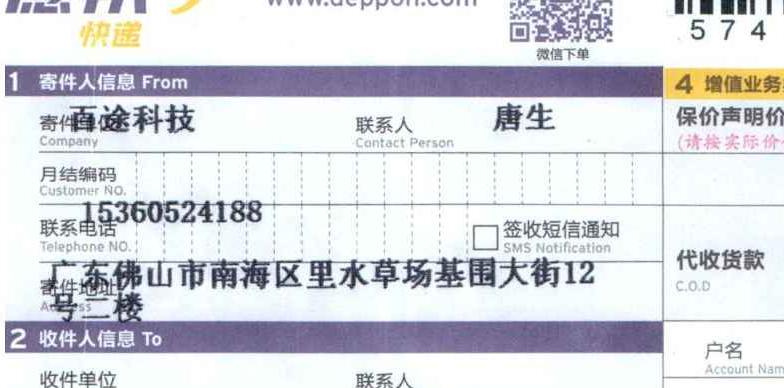 www.deppon.com
快递
微信下单
574
1 寄件人信息 From
4 增值业务
寄件单位 百途科技
Company
联系人 唐生
Contact Person
保价声明价
(请按实际价
月结编码
Customer NO.
15360524188
联系电话
Telephone NO.
签收短信通知
SMS Notification
代收货款
C.O.D
广东佛山市南海区里水草场基围大街12
号二楼
寄件地址
Address
2 收件人信息 To
户名
Account Nam
收件单位
联系人